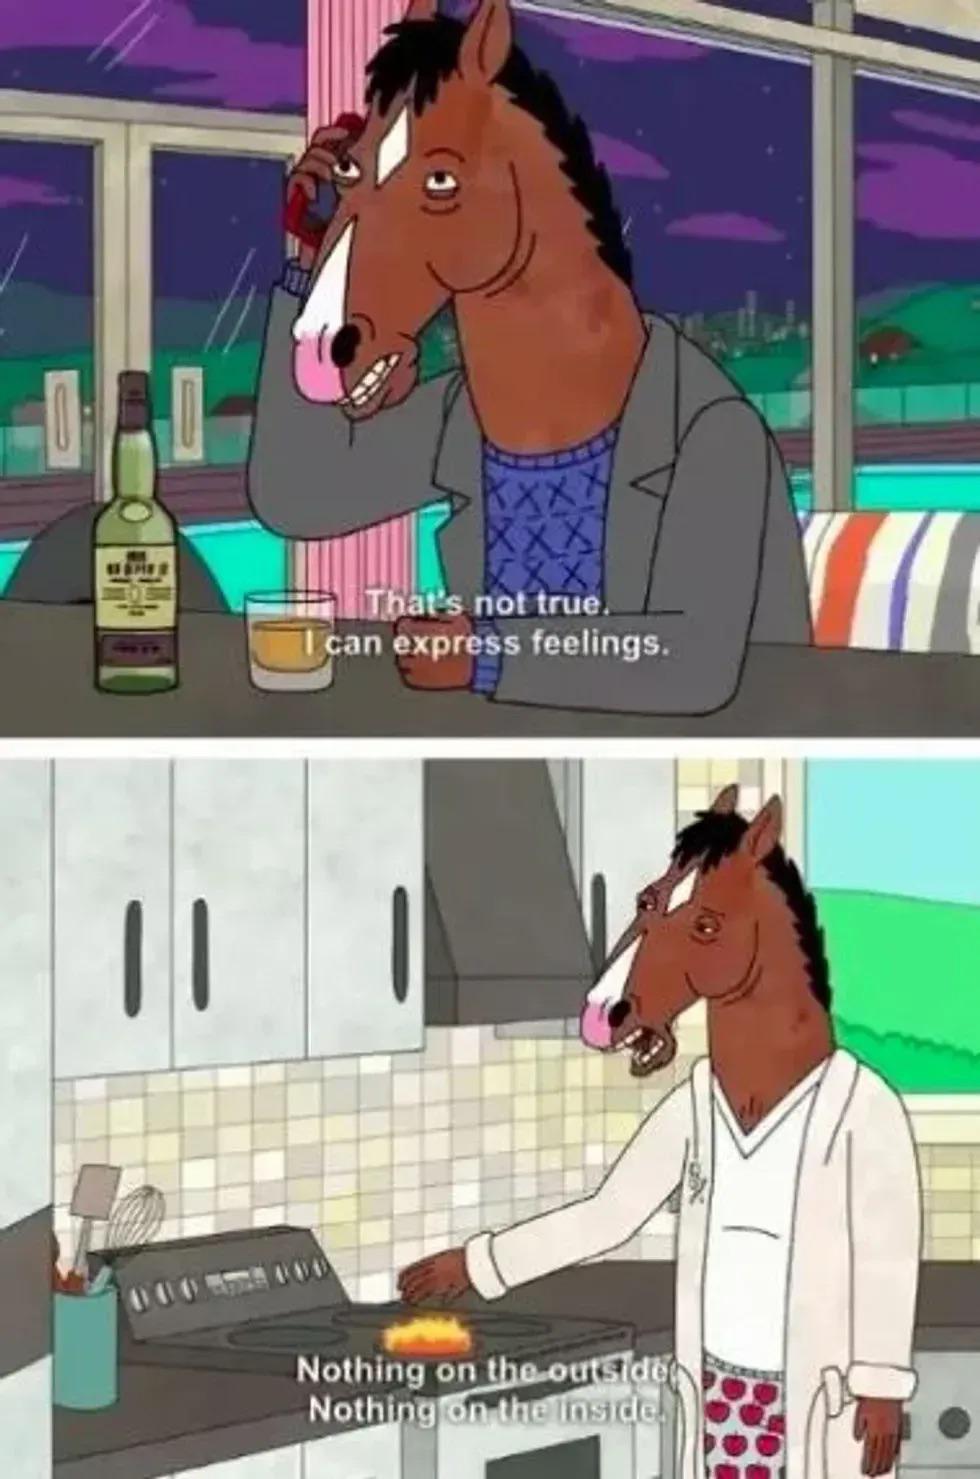 That's not true.
I can express feelings.
Nothing on the outside.
Nothing on the inside.